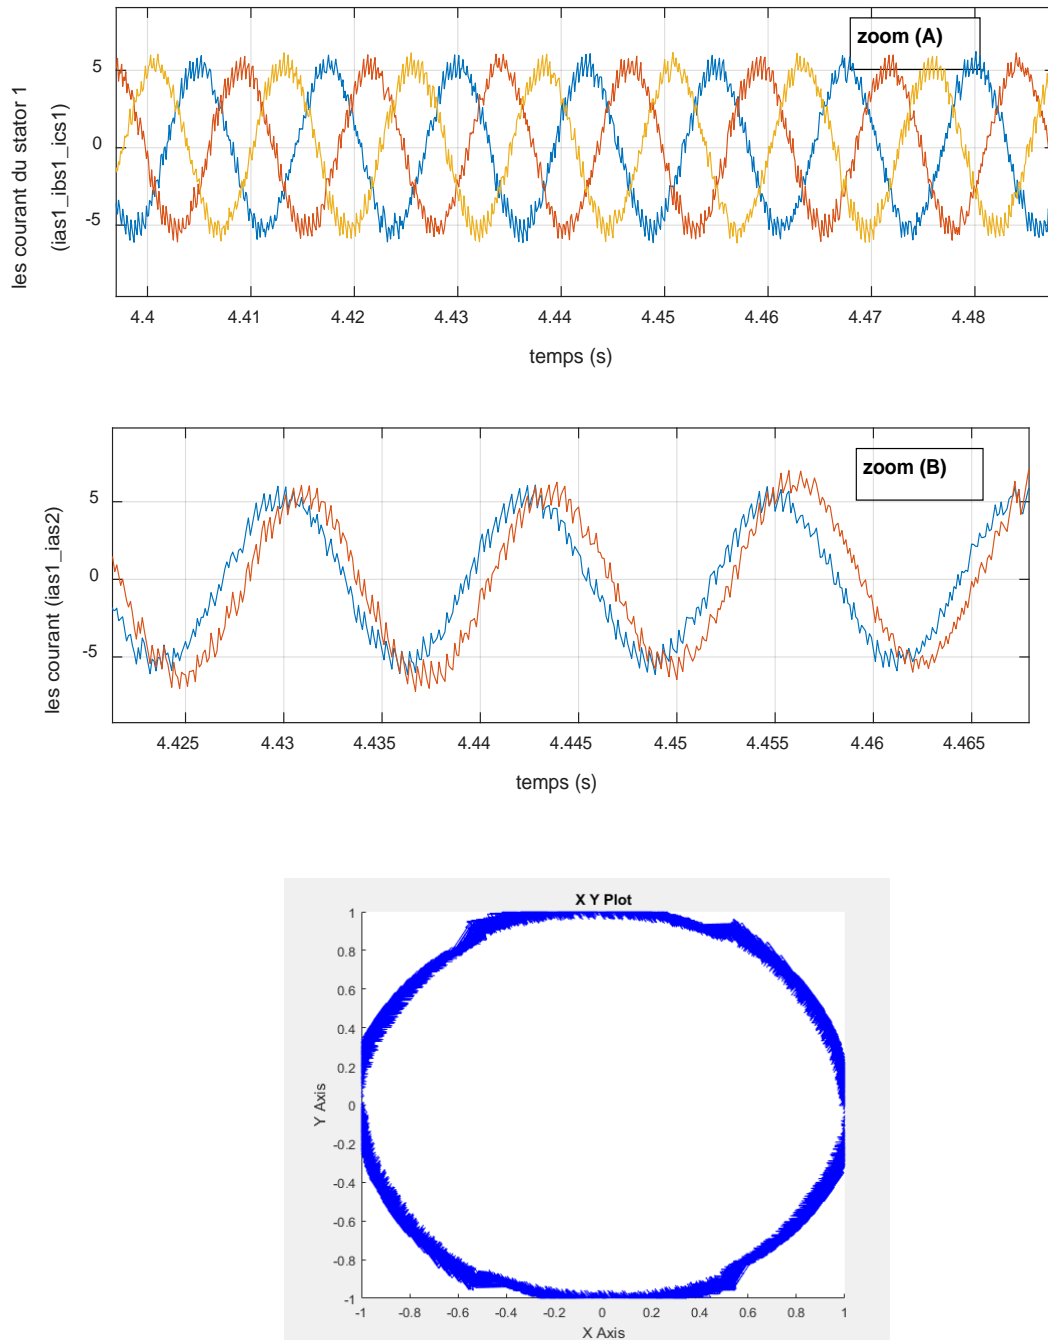 zoom (A)
les courant du stator 1
(ias1_ibs1_ics1)
5
0
-5
4.4 4.41 4.42 4.43 4.44 4.45 4.46 4.47 4.48
temps (s)
zoom (B)
les courant (ias1_ias2)
5
0
-5
4.425 4.43 4.435 4.44 4.445 4.45 4.455 4.46 4.465
temps (s)
X Y Plot
Y Axis
1
0.8
0.6
0.4
0.2
0
-0.2
-0.4
-0.6
-0.8
-1
-1 -0.8 -0.6 -0.4 -0.2 0 0.2 0.4 0.6 0.8 1
X Axis